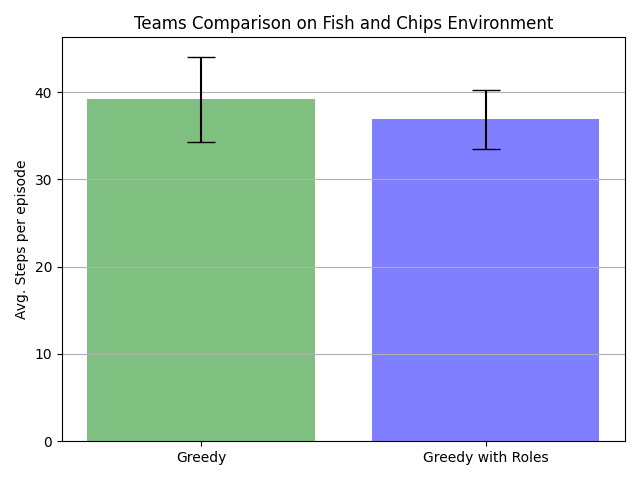 Teams Comparison on Fish and Chips Environment
Avg. Steps per episode
40
30
20
10
0
Greedy
Greedy with Roles